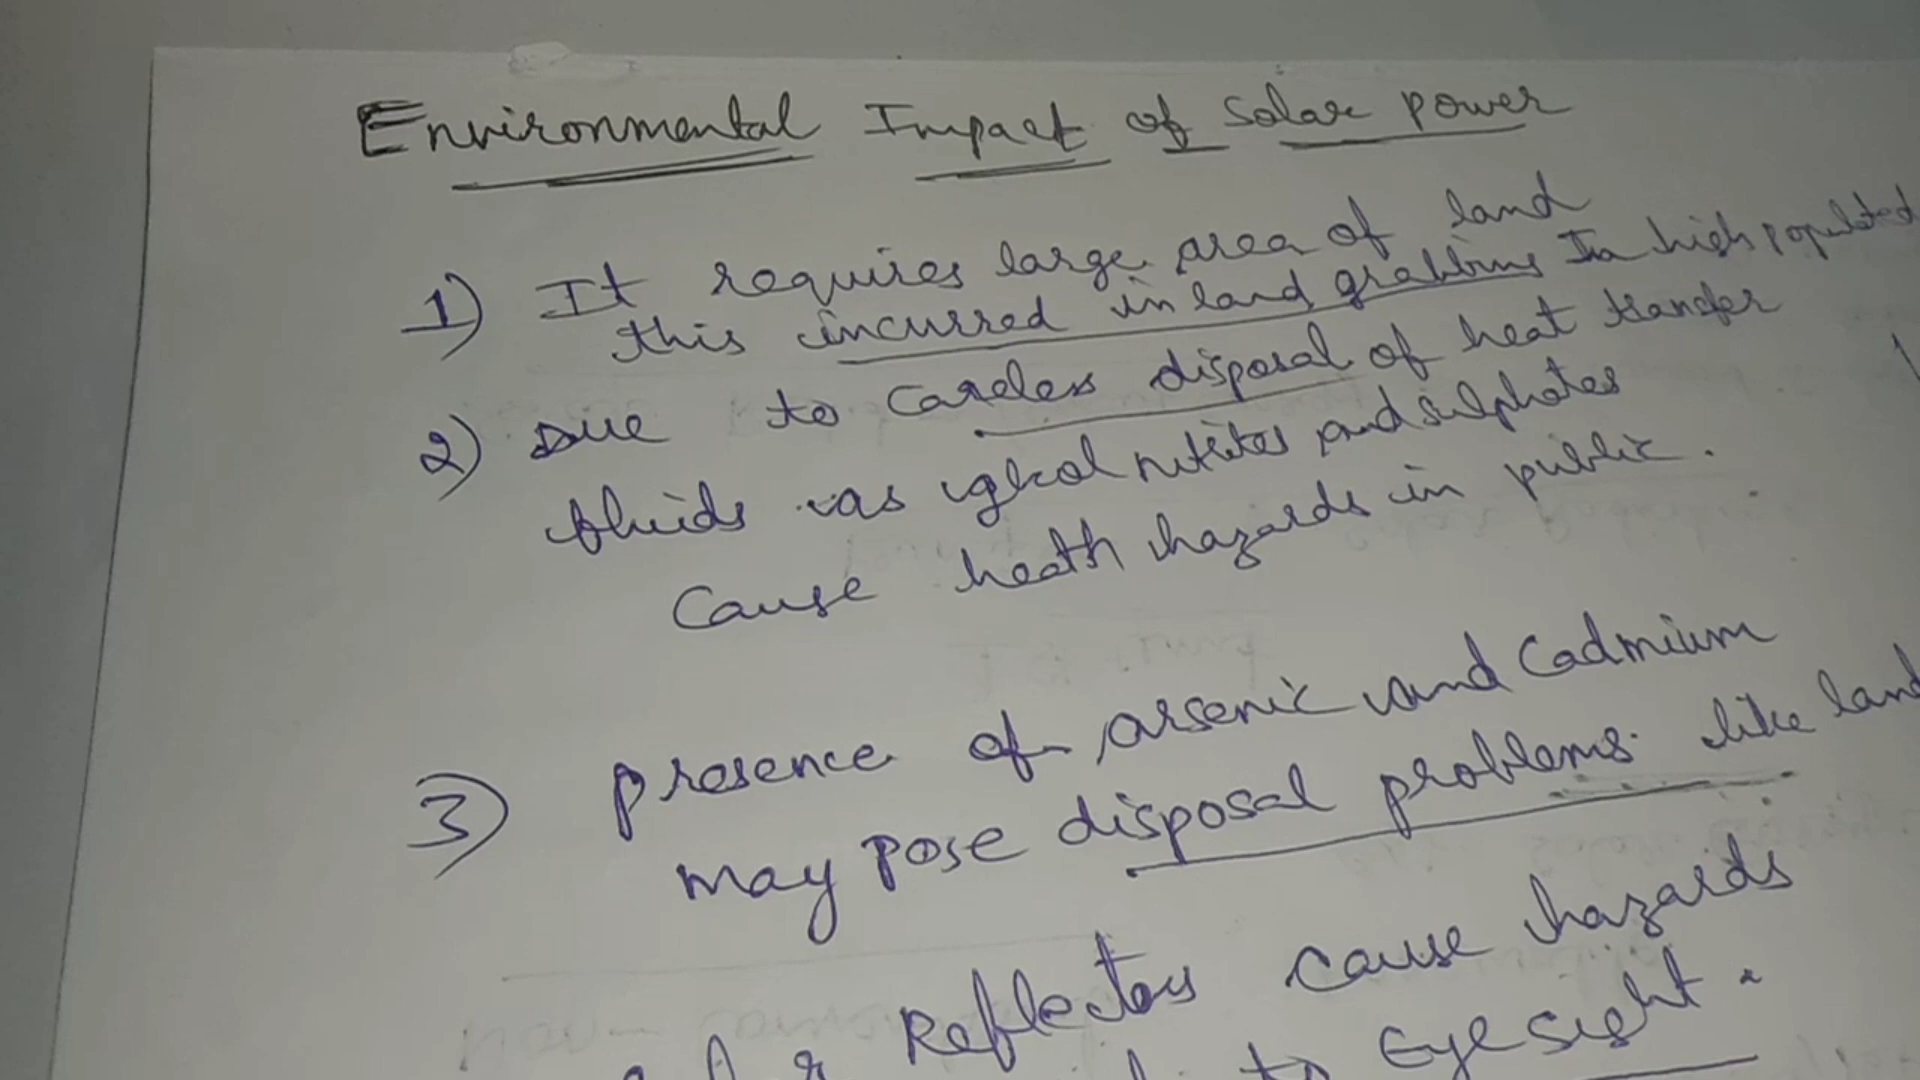 Environmental Impact of Solar power
1) It requires large area of land
this incurred in land grabbing In high populated
2) Due to Careless disposal of heat transfer
fluids as glycol nitrites and sulphates
Cause heath hazards in public.
3) presence of arsenic and Cadmium
may pose disposal problems like land
Reflectors cause hazards
to Eye sight.